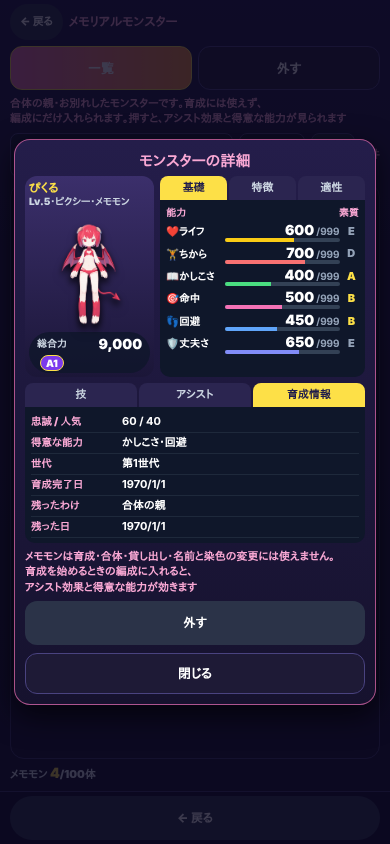 ← 戻る
メモリアルモンスター
一覧
外す
合体の親・お別れしたモンスターです。育成には使えず、
編成にだけ入れられます。押すと、アシスト効果と得意な能力が見られます
モンスターの詳細
ぴくる
Lv.5・ピクシー・メモモン
総合力 9,000
A1
基礎 特徴 適性
能力 素質
❤️ライフ 600 /999 E
🏋️ちから 700 /999 D
📖かしこさ 400 /999 A
🎯命中 500 /999 B
👣回避 450 /999 B
🛡️丈夫さ 650 /999 E
技 アシスト 育成情報
忠誠 / 人気 60 / 40
得意な能力 かしこさ・回避
世代 第1世代
育成完了日 1970/1/1
残ったわけ 合体の親
残った日 1970/1/1
メモモンは育成・合体・貸し出し・名前と染色の変更には使えません。
育成を始めるときの編成に入れると、
アシスト効果と得意な能力が効きます
外す
閉じる
メモモン 4/100体
← 戻る